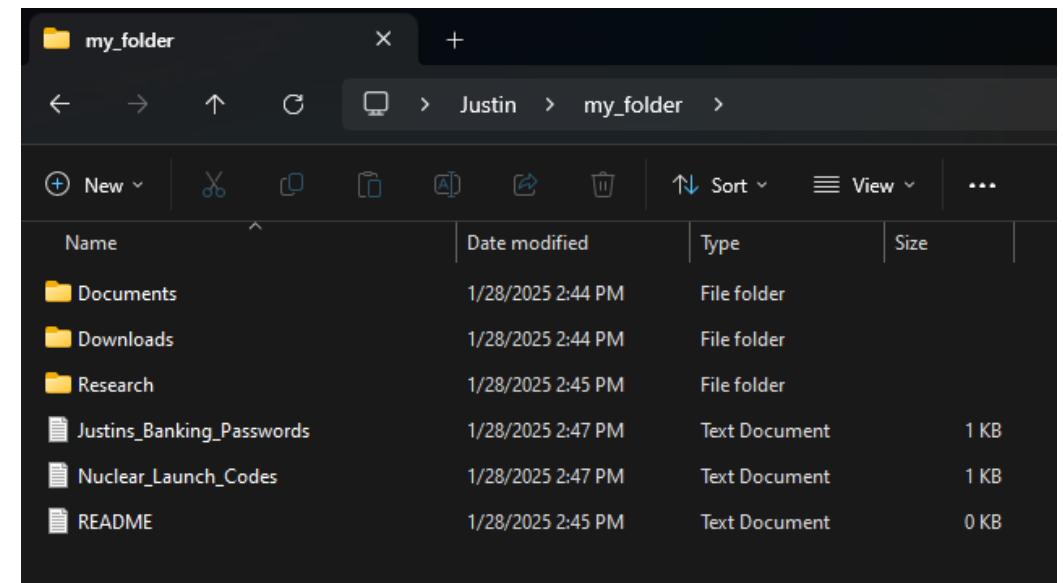 my_folder
Justin > my_folder >
New Sort View ...
Name Date modified Type Size
Documents 1/28/2025 2:44 PM File folder
Downloads 1/28/2025 2:44 PM File folder
Research 1/28/2025 2:45 PM File folder
Justins_Banking_Passwords 1/28/2025 2:47 PM Text Document 1 KB
Nuclear_Launch_Codes 1/28/2025 2:47 PM Text Document 1 KB
README 1/28/2025 2:45 PM Text Document 0 KB